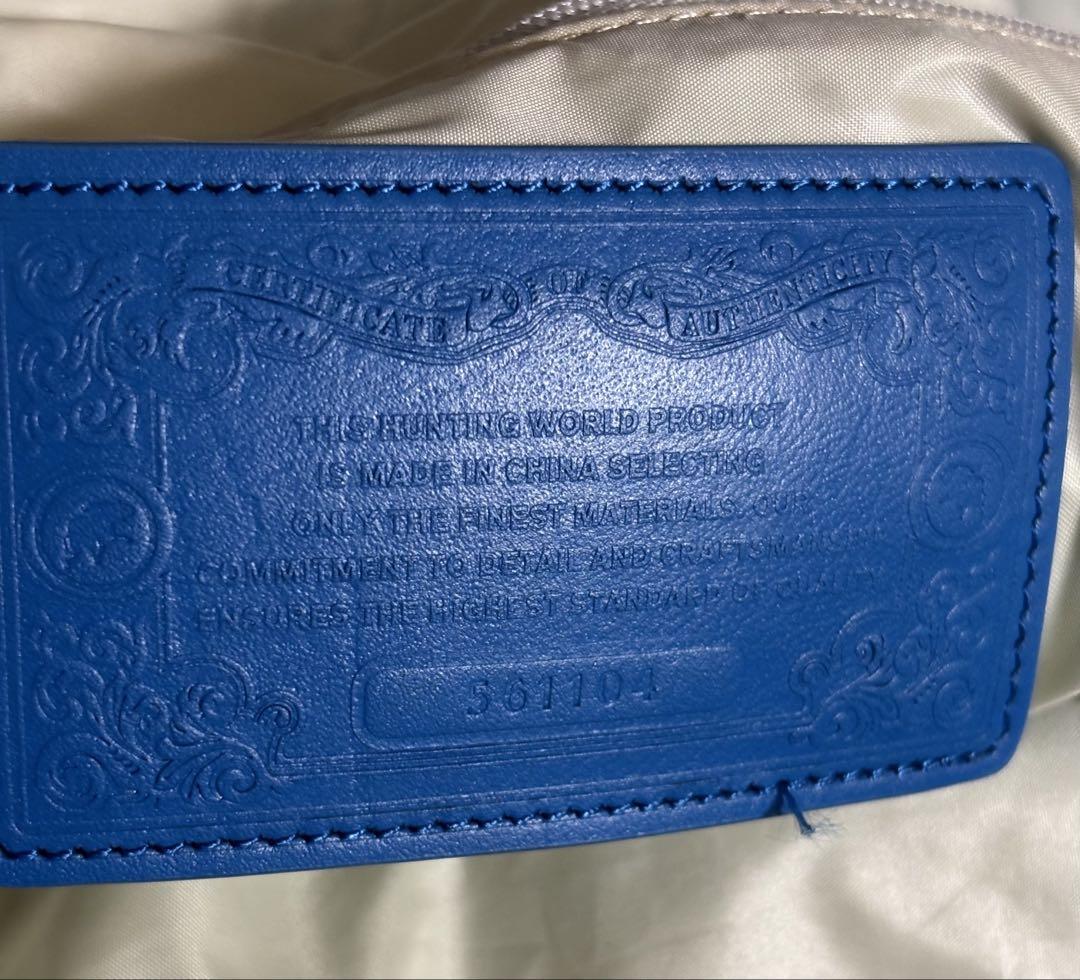 CERTIFICATE OF AUTHENTICITY
THIS HUNTING WORLD PRODUCT
IS MADE IN CHINA SELECTING
ONLY THE FINEST MATERIALS. OUR
COMMITMENT TO DETAIL AND CRAFTSMANSHIP
ENSURES THE HIGHEST STANDARD OF QUALITY.
561104